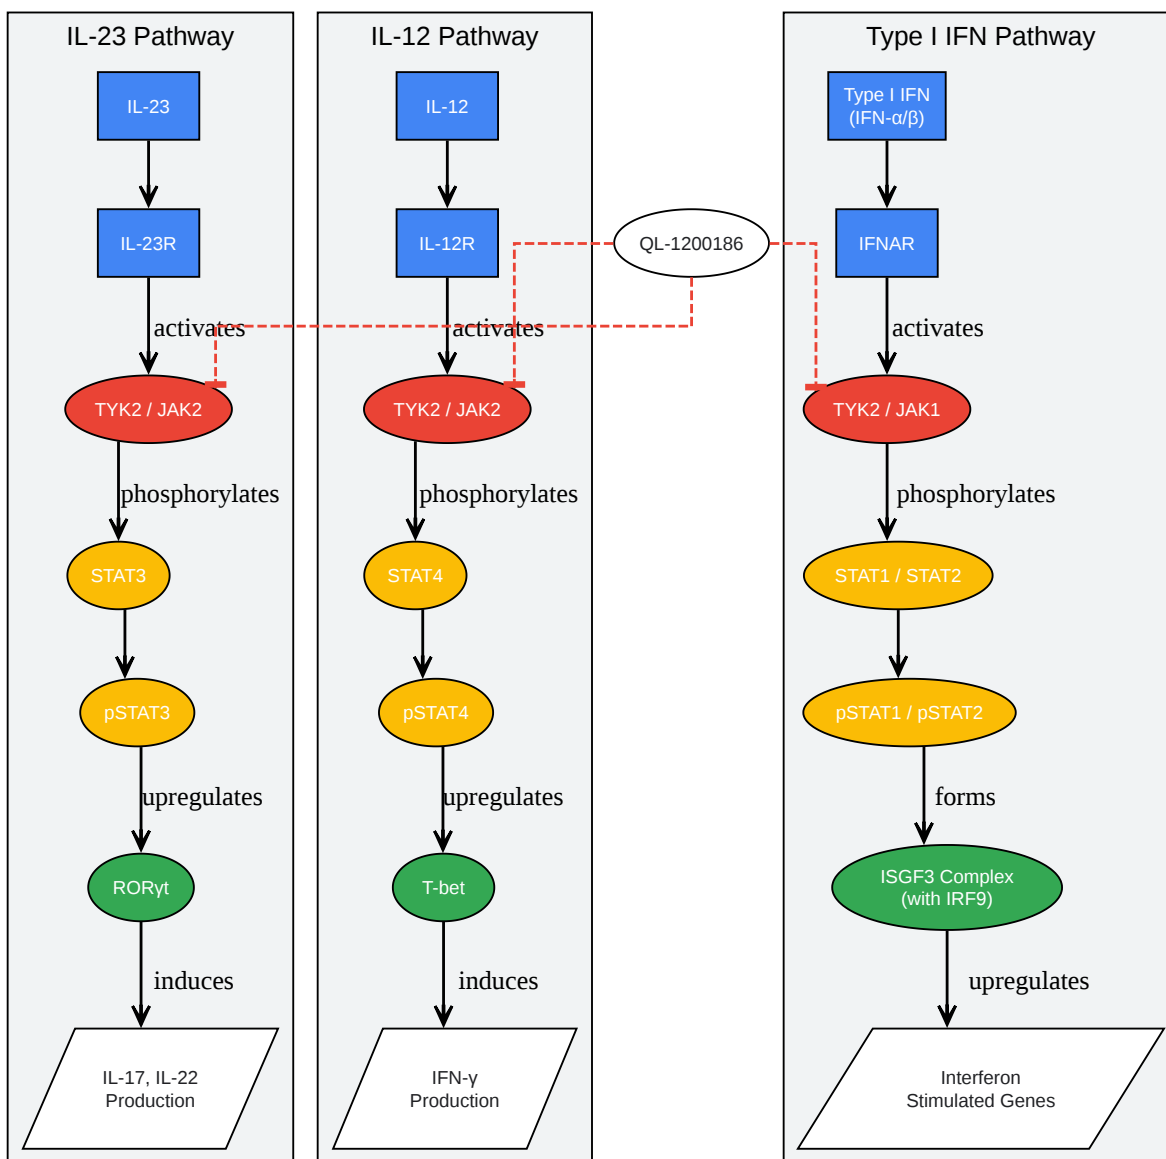 IL-23 Pathway
IL-23
IL-23R
activates
TYK2 / JAK2
phosphorylates
STAT3
pSTAT3
upregulates
RORγt
induces
IL-17, IL-22
Production
IL-12 Pathway
IL-12
IL-12R
activates
TYK2 / JAK2
phosphorylates
STAT4
pSTAT4
upregulates
T-bet
induces
IFN-γ
Production
QL-1200186
Type I IFN Pathway
Type I IFN
(IFN-α/β)
IFNAR
activates
TYK2 / JAK1
phosphorylates
STAT1 / STAT2
pSTAT1 / pSTAT2
forms
ISGF3 Complex
(with IRF9)
upregulates
Interferon
Stimulated Genes